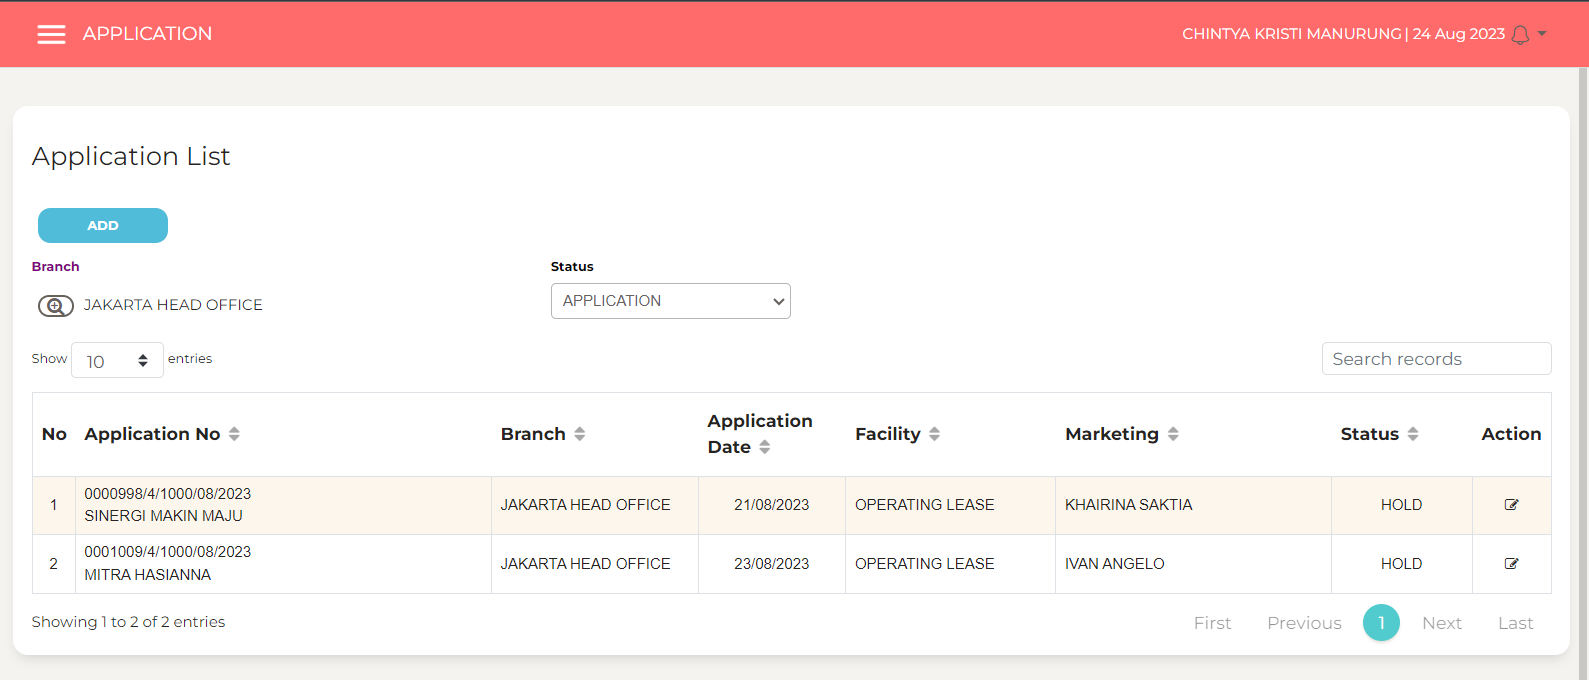 APPLICATION
CHINTYA KRISTI MANURUNG | 24 Aug 2023
Application List
ADD
Branch
Status
JAKARTA HEAD OFFICE
APPLICATION
Show 10 entries
Search records
No Application No Branch Application Date Facility Marketing Status Action
1 0000998/4/1000/08/2023 SINERGI MAKIN MAJU JAKARTA HEAD OFFICE 21/08/2023 OPERATING LEASE KHAIRINA SAKTIA HOLD
2 0001009/4/1000/08/2023 MITRA HASIANNA JAKARTA HEAD OFFICE 23/08/2023 OPERATING LEASE IVAN ANGELO HOLD
Showing 1 to 2 of 2 entries
First Previous 1 Next Last